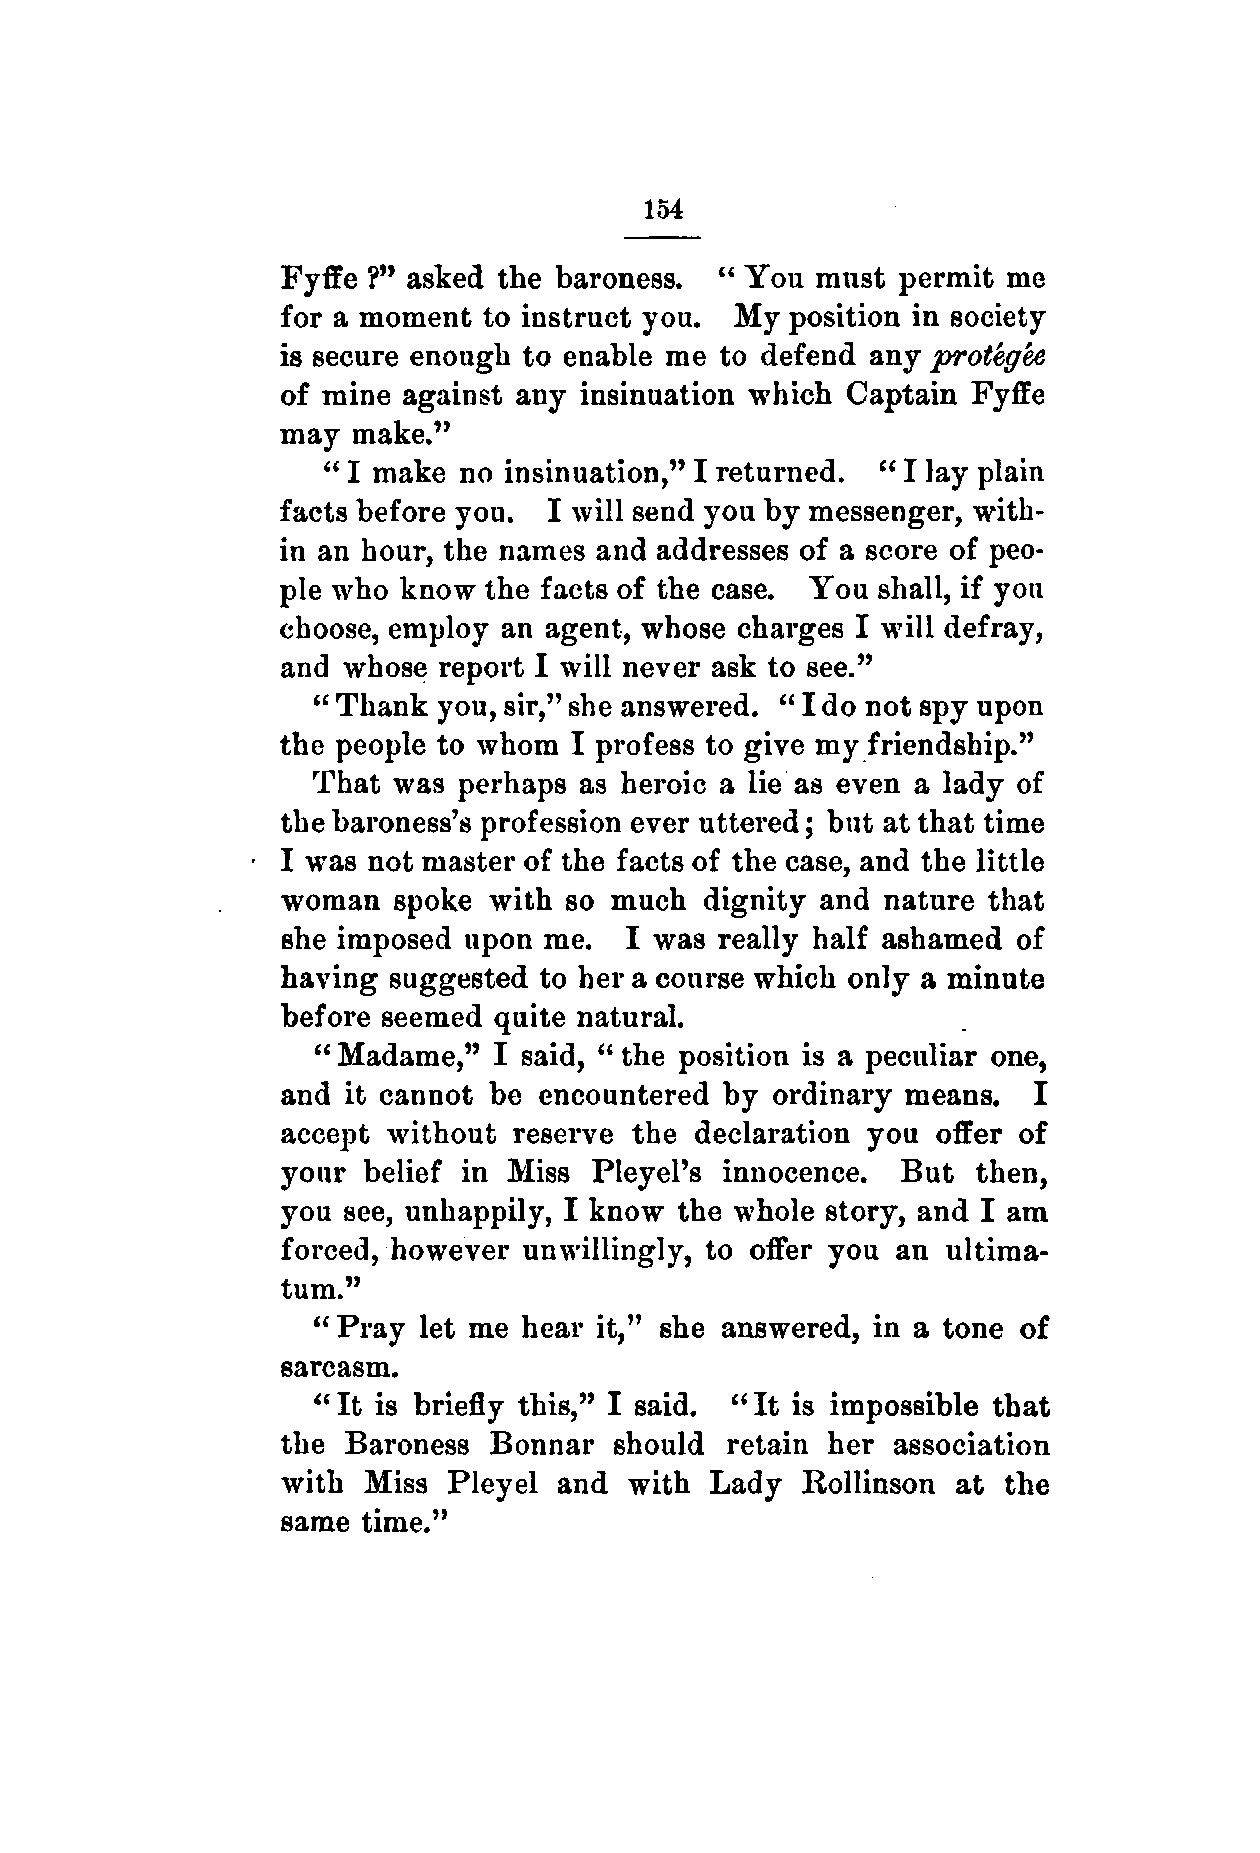 154
Fyffe ?” asked the baroness. “ You must permit me
for a moment to instruct you. My position in society
is secure enough to enable me to defend any protégée
of mine against any insinuation which Captain Fyffe
may make.”
“ I make no insinuation,” I returned. “ I lay plain
facts before you. I will send you by messenger, with-
in an hour, the names and addresses of a score of peo-
ple who know the facts of the case. You shall, if you
choose, employ an agent, whose charges I will defray,
and whose report I will never ask to see.”
“ Thank you, sir,” she answered. “ I do not spy upon
the people to whom I profess to give my friendship.”
That was perhaps as heroic a lie as even a lady of
the baroness’s profession ever uttered; but at that time
I was not master of the facts of the case, and the little
woman spoke with so much dignity and nature that
she imposed upon me. I was really half ashamed of
having suggested to her a course which only a minute
before seemed quite natural.
“ Madame,” I said, “ the position is a peculiar one,
and it cannot be encountered by ordinary means. I
accept without reserve the declaration you offer of
your belief in Miss Pleyel’s innocence. But then,
you see, unhappily, I know the whole story, and I am
forced, however unwillingly, to offer you an ultima-
tum.”
“ Pray let me hear it,” she answered, in a tone of
sarcasm.
“ It is briefly this,” I said. “ It is impossible that
the Baroness Bonnar should retain her association
with Miss Pleyel and with Lady Rollinson at the
same time.”